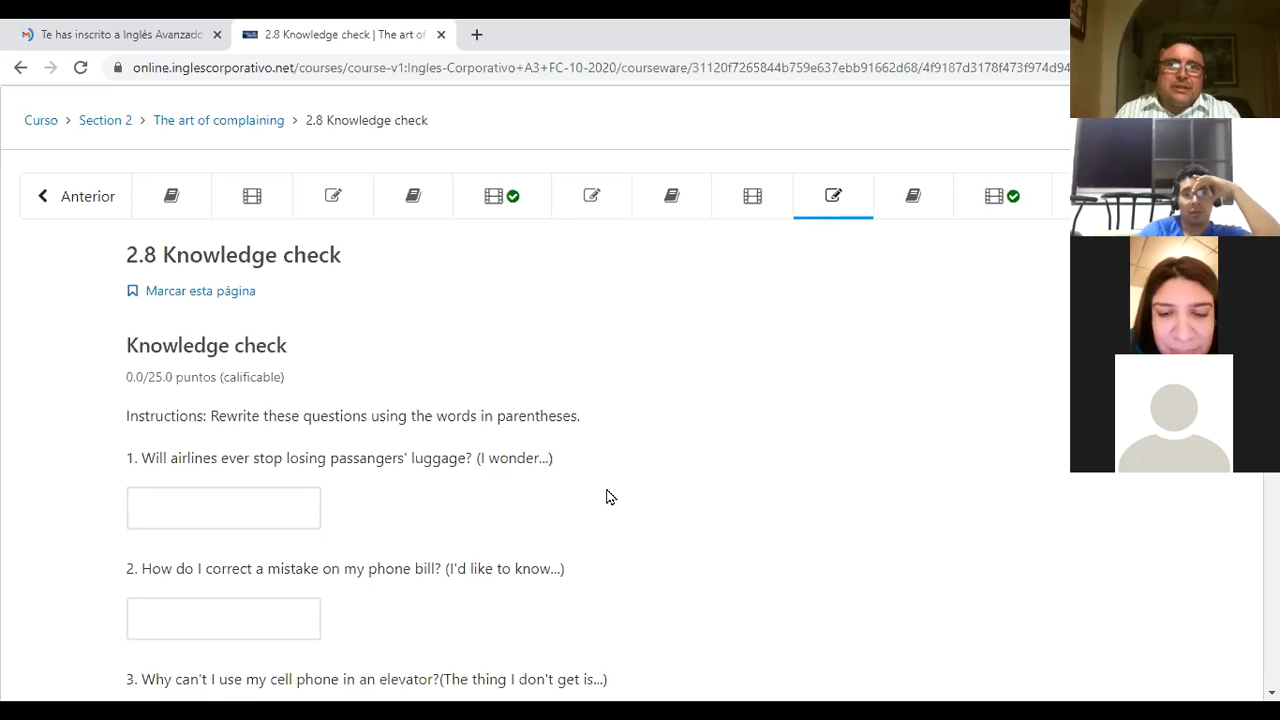 Te has inscrito a Inglés Avanzado
2.8 Knowledge check | The art of
online.inglescorporativo.net/courses/course-v1:Ingles-Corporativo+A3+FC-10-2020/courseware/31120f7265844b759e637ebb91662d68/4f9187d3178f473f974d94
Curso > Section 2 > The art of complaining > 2.8 Knowledge check
Anterior
2.8 Knowledge check
Marcar esta página
Knowledge check
0.0/25.0 puntos (calificable)
Instructions: Rewrite these questions using the words in parentheses.
1. Will airlines ever stop losing passangers' luggage? (I wonder...)
2. How do I correct a mistake on my phone bill? (I'd like to know...)
3. Why can't I use my cell phone in an elevator?(The thing I don't get is...)